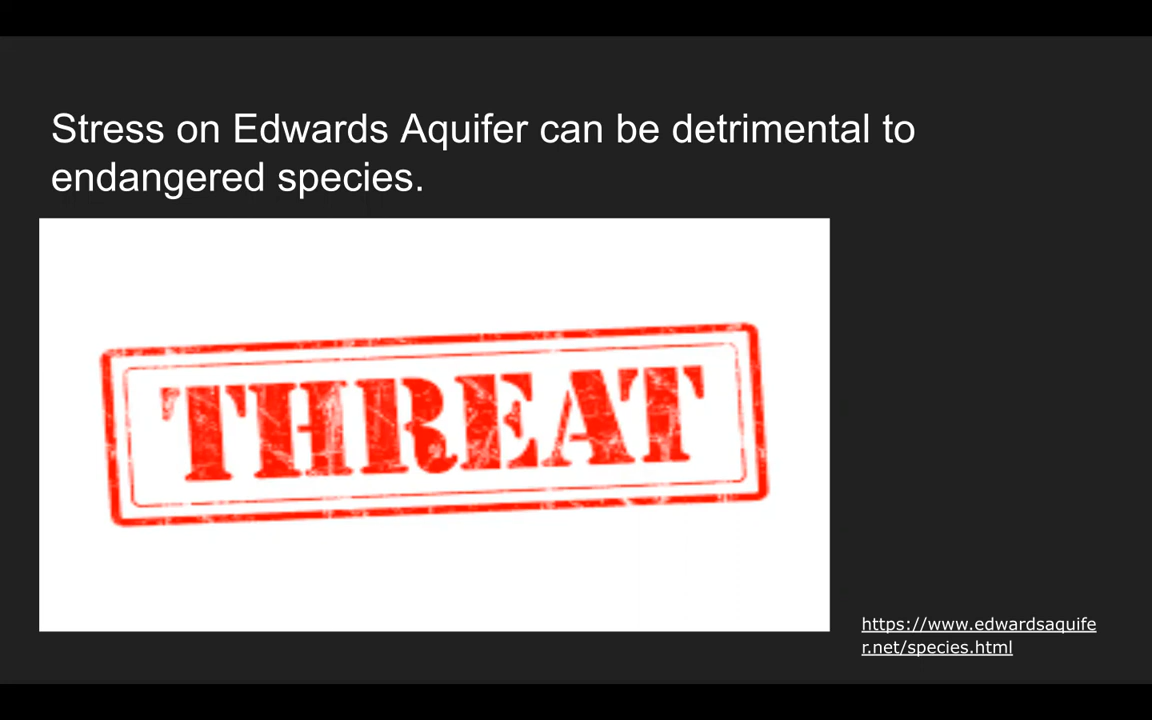 Stress on Edwards Aquifer can be detrimental to
endangered species.
THREAT
https://www.edwardsaquife
r.net/species.html